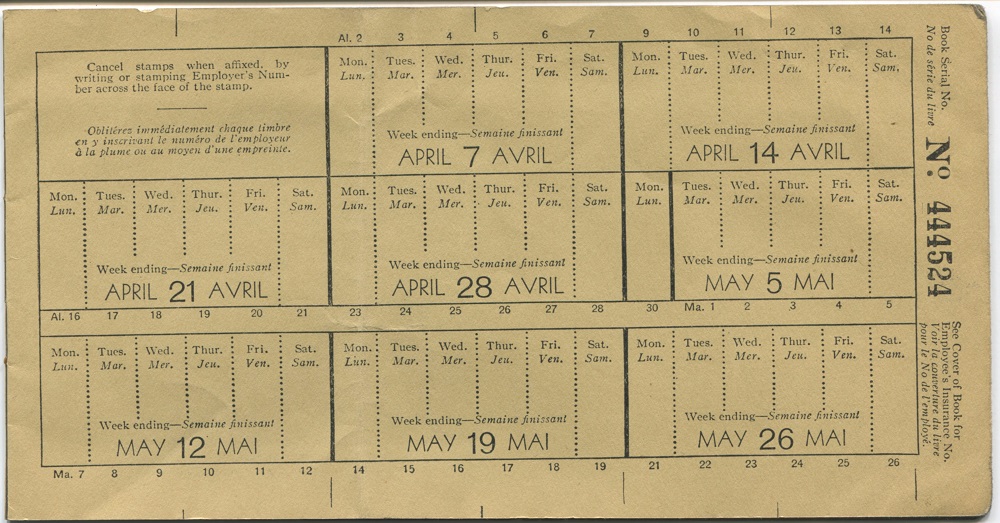 Al. 2 3 4 5 6 7 9 10 11 12 13 14
Cancel stamps when affixed, by
writing or stamping Employer's Num-
ber across the face of the stamp.
Oblitérez immédiatement chaque timbre
en y inscrivant le numéro de l'employeur
à la plume ou au moyen d'une empreinte.
Mon. Tues. Wed. Thur. Fri. Sat.
Lun. Mar. Mer. Jeu. Ven. Sam.
Week ending—Semaine finissant
APRIL 7 AVRIL
Mon. Tues. Wed. Thur. Fri. Sat.
Lun. Mar. Mer. Jeu. Ven. Sam.
Week ending—Semaine finissant
APRIL 14 AVRIL
Mon. Tues. Wed. Thur. Fri. Sat.
Lun. Mar. Mer. Jeu. Ven. Sam.
Week ending—Semaine finissant
APRIL 21 AVRIL
Mon. Tues. Wed. Thur. Fri. Sat.
Lun. Mar. Mer. Jeu. Ven. Sam.
Week ending—Semaine finissant
APRIL 28 AVRIL
Mon. Tues. Wed. Thur. Fri. Sat.
Lun. Mar. Mer. Jeu. Ven. Sam.
Week ending—Semaine finissant
MAY 5 MAI
Al. 16 17 18 19 20 21 23 24 25 26 27 28 30 Ma. 1 2 3 4 5
Mon. Tues. Wed. Thur. Fri. Sat.
Lun. Mar. Mer. Jeu. Ven. Sam.
Week ending—Semaine finissant
MAY 12 MAI
Mon. Tues. Wed. Thur. Fri. Sat.
Lun. Mar. Mer. Jeu. Ven. Sam.
Week ending—Semaine finissant
MAY 19 MAI
Mon. Tues. Wed. Thur. Fri. Sat.
Lun. Mar. Mer. Jeu. Ven. Sam.
Week ending—Semaine finissant
MAY 26 MAI
Ma. 7 8 9 10 11 12 14 15 16 17 18 19 21 22 23 24 25 26
Book Serial No.
No de série du livre
No. 444524
See Cover of Book for
Employee's Insurance No.
Voir la couverture du livre
pour le No de l'employé.